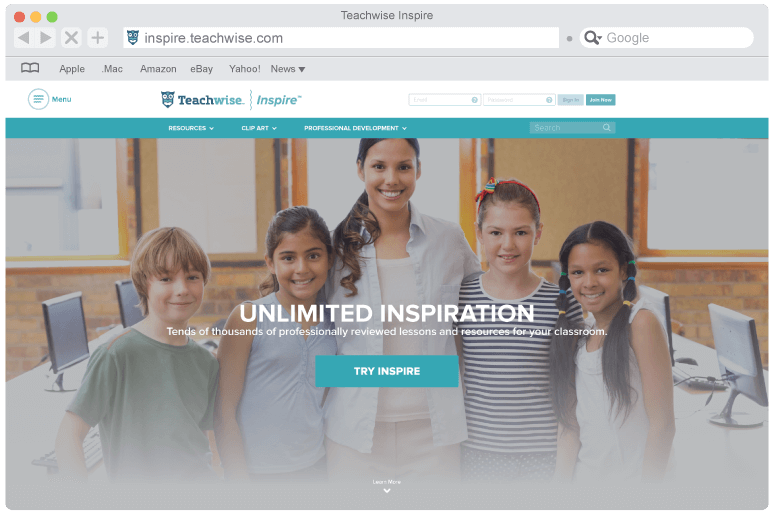 Teachwise Inspire
inspire.teachwise.com
Google
Apple .Mac Amazon eBay Yahoo! News
Menu
Teachwise. Inspire™
Email Password Sign In Join Now
RESOURCES CLIP ART PROFESSIONAL DEVELOPMENT Search
UNLIMITED INSPIRATION
Tends of thousands of professionally reviewed lessons and resources for your classroom.
TRY INSPIRE
Learn More